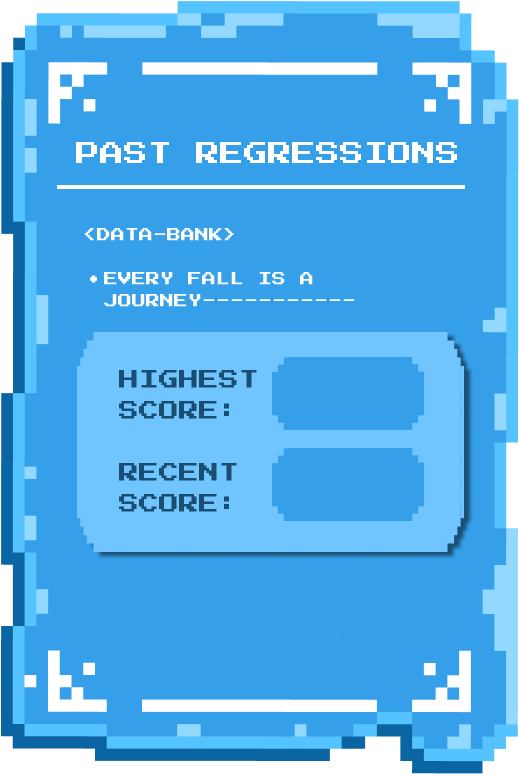 PAST REGRESSIONS
<DATA-BANK>
•EVERY FALL IS A
JOURNEY-----------
HIGHEST
SCORE:
RECENT
SCORE: